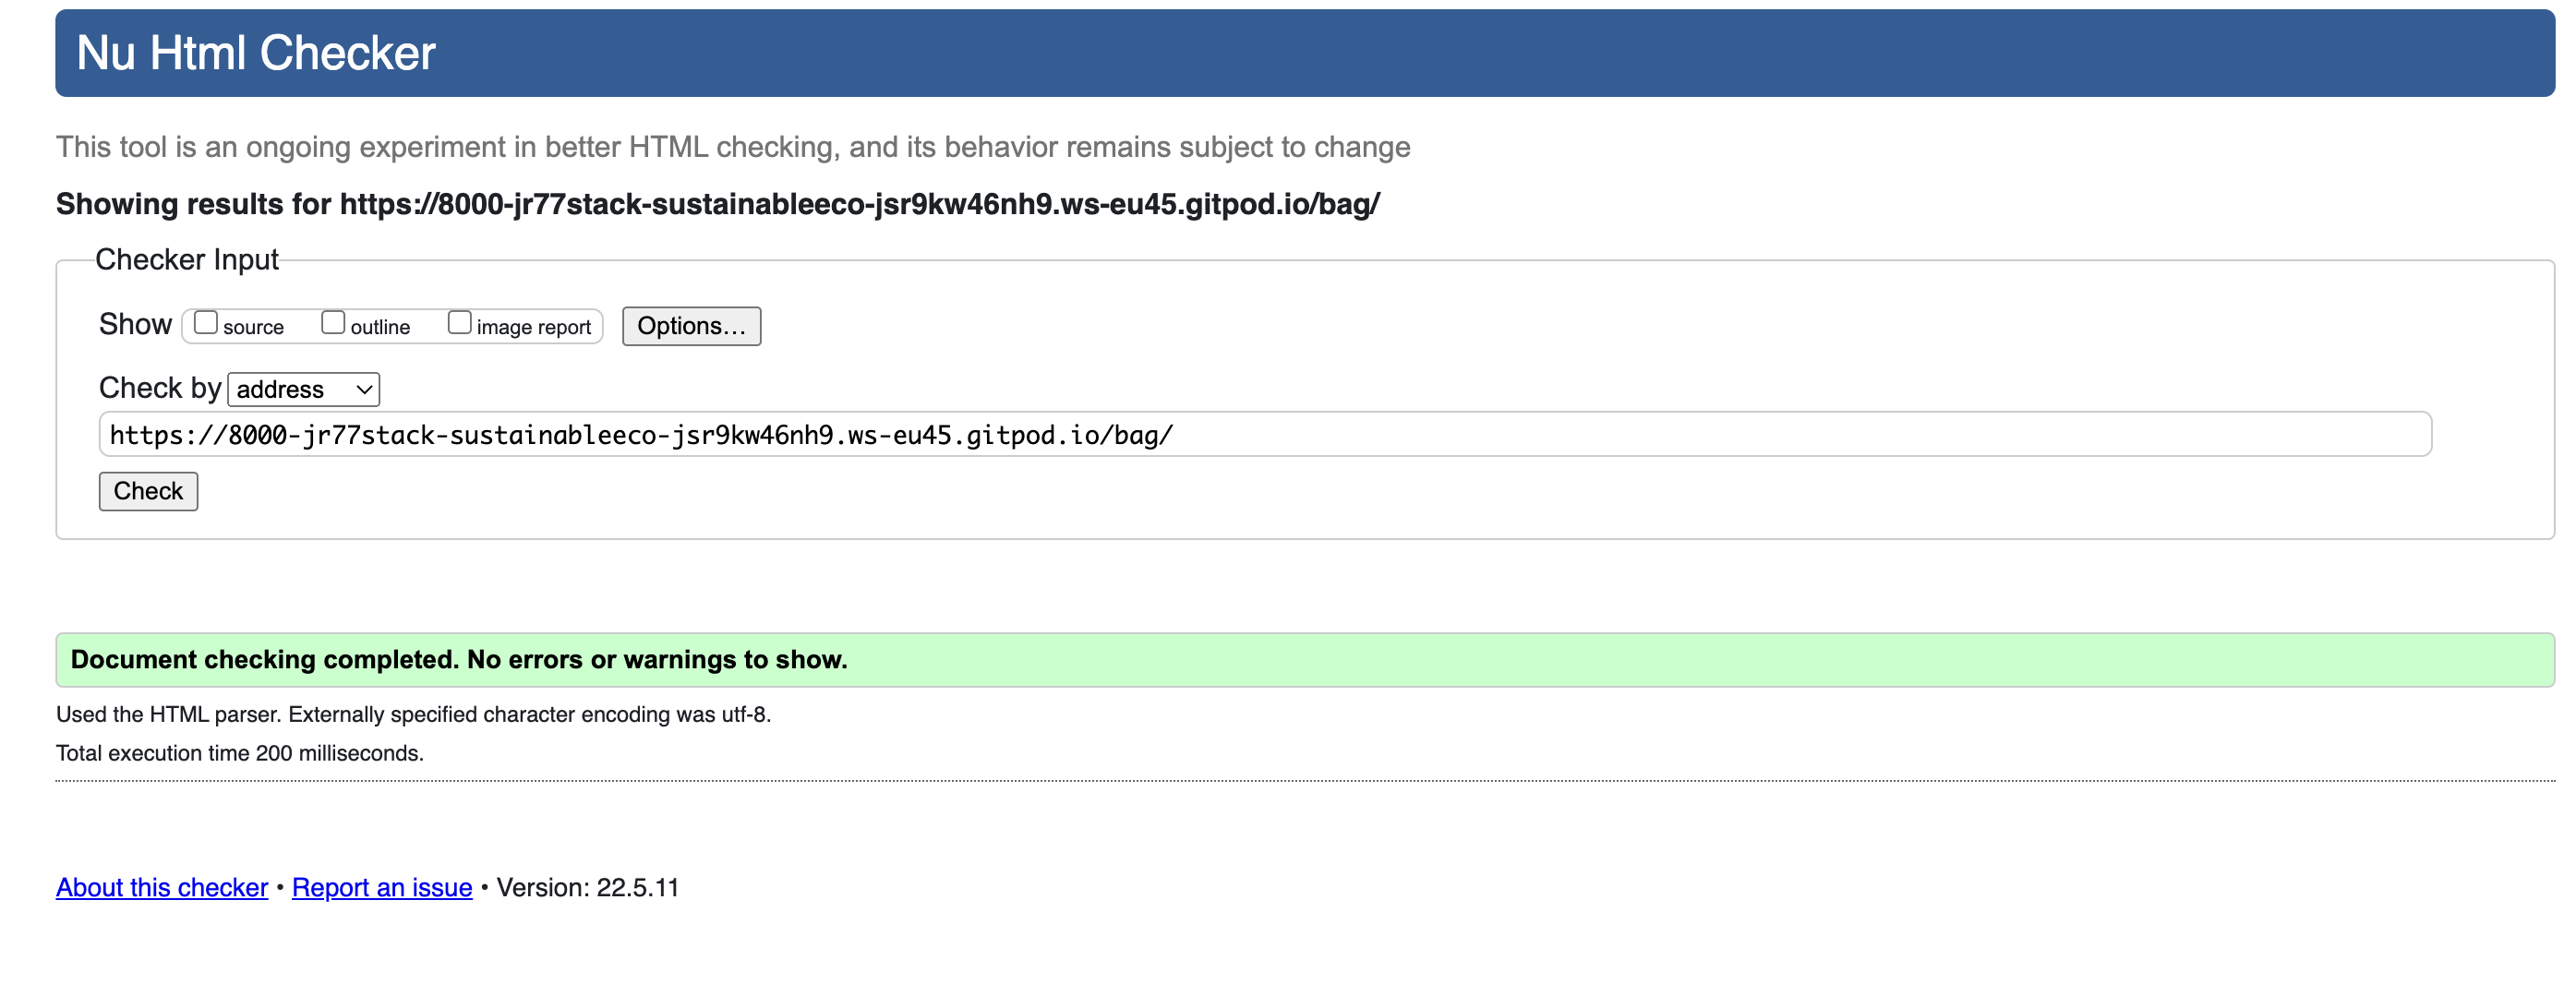 Nu Html Checker
This tool is an ongoing experiment in better HTML checking, and its behavior remains subject to change
Showing results for https://8000-jr77stack-sustainableeco-jsr9kw46nh9.ws-eu45.gitpod.io/bag/
Checker Input
Show source outline image report Options...
Check by address
https://8000-jr77stack-sustainableeco-jsr9kw46nh9.ws-eu45.gitpod.io/bag/
Check
Document checking completed. No errors or warnings to show.
Used the HTML parser. Externally specified character encoding was utf-8.
Total execution time 200 milliseconds.
About this checker • Report an issue • Version: 22.5.11